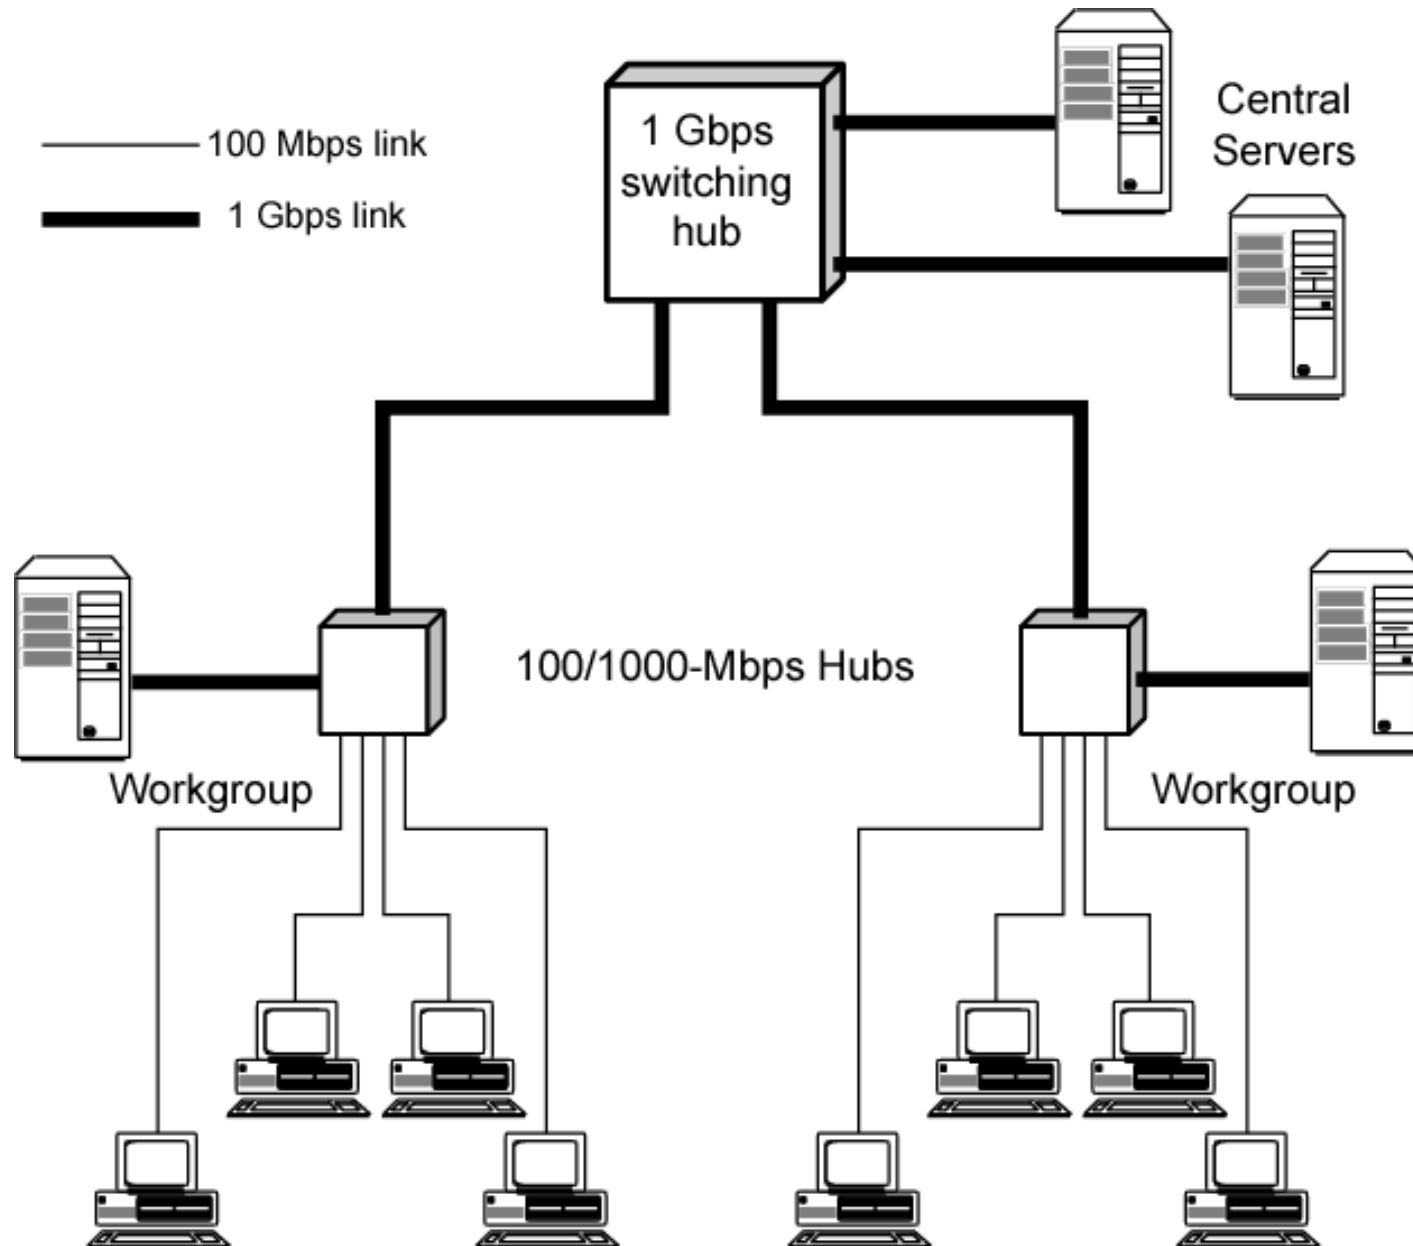 1 Gbps
switching
hub
Central
Servers
100 Mbps link
1 Gbps link
100/1000-Mbps Hubs
Workgroup
Workgroup